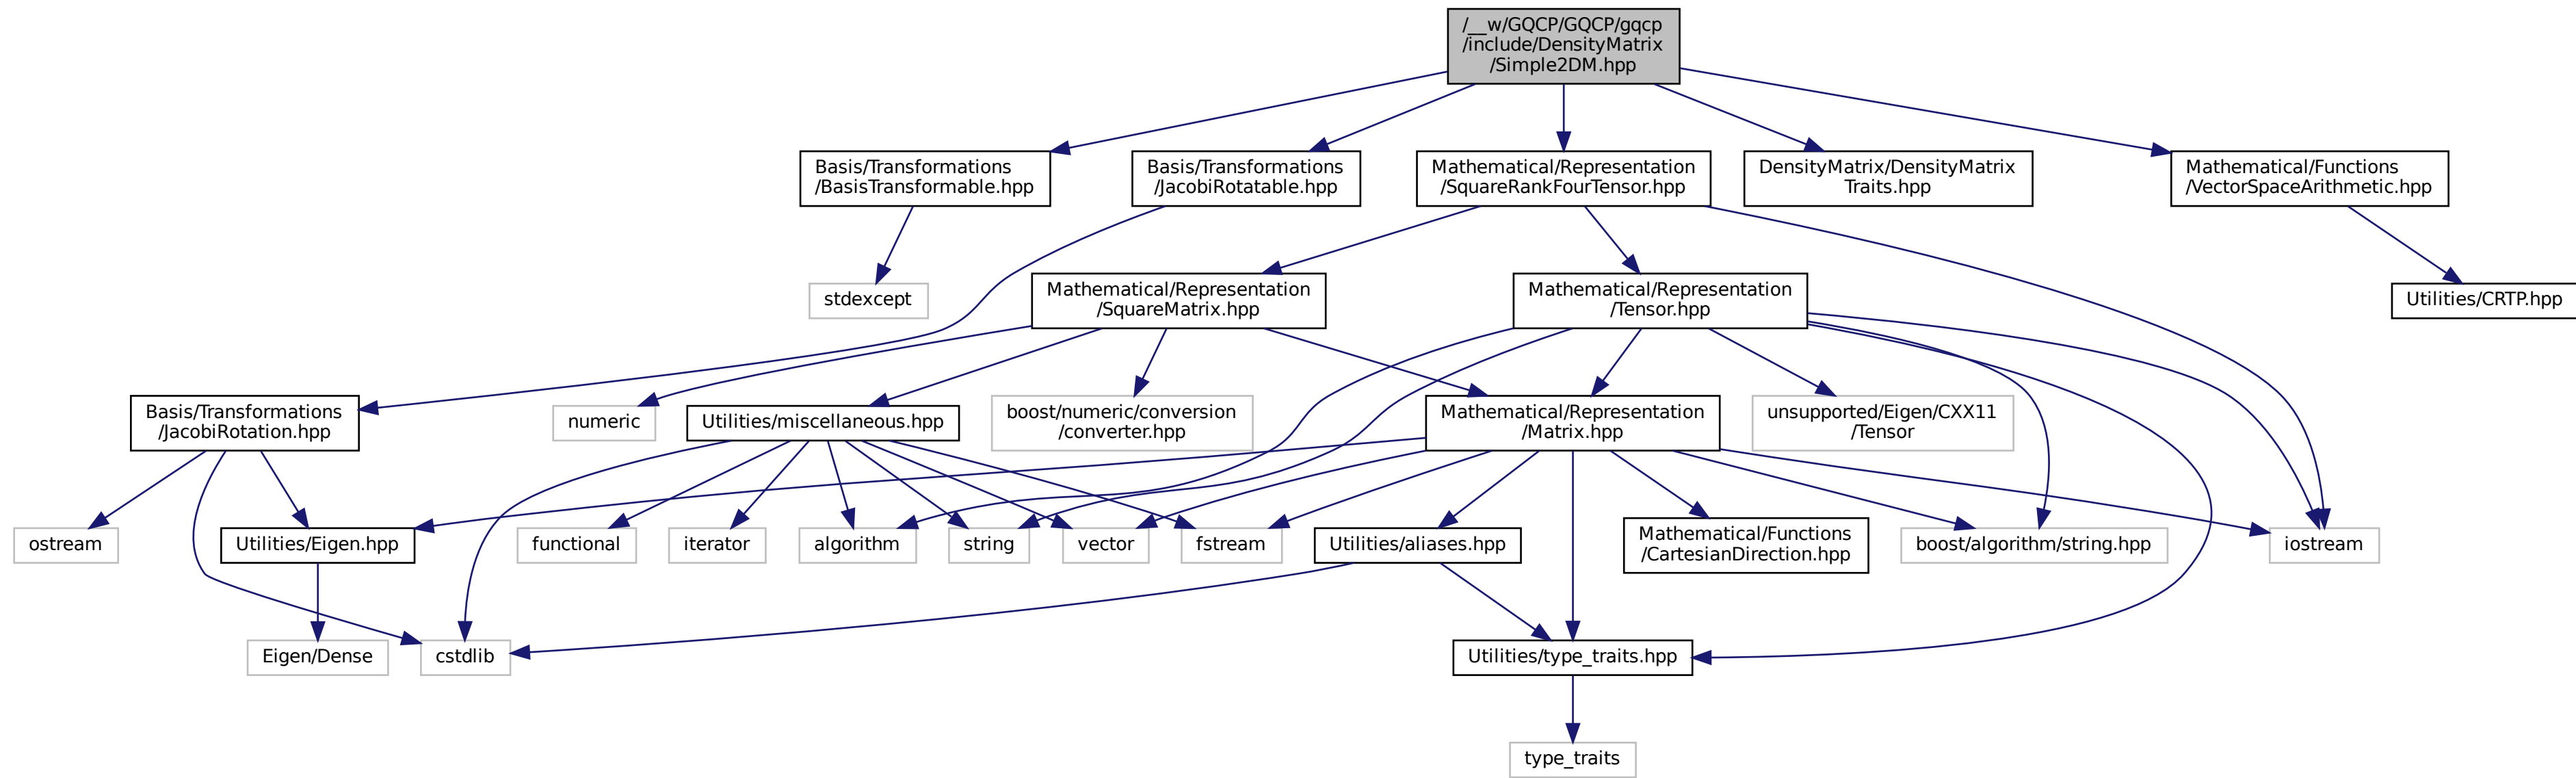 /__w/GQCP/GQCP/gqcp
/include/DensityMatrix
/Simple2DM.hpp
Basis/Transformations
/BasisTransformable.hpp
Basis/Transformations
/JacobiRotatable.hpp
Mathematical/Representation
/SquareRankFourTensor.hpp
DensityMatrix/DensityMatrix
Traits.hpp
Mathematical/Functions
/VectorSpaceArithmetic.hpp
stdexcept
Mathematical/Representation
/SquareMatrix.hpp
Mathematical/Representation
/Tensor.hpp
Utilities/CRTP.hpp
Basis/Transformations
/JacobiRotation.hpp
numeric
Utilities/miscellaneous.hpp
boost/numeric/conversion
/converter.hpp
Mathematical/Representation
/Matrix.hpp
unsupported/Eigen/CXX11
/Tensor
ostream
Utilities/Eigen.hpp
functional
iterator
algorithm
string
vector
fstream
Utilities/aliases.hpp
Mathematical/Functions
/CartesianDirection.hpp
boost/algorithm/string.hpp
iostream
Eigen/Dense
cstdlib
Utilities/type_traits.hpp
type_traits